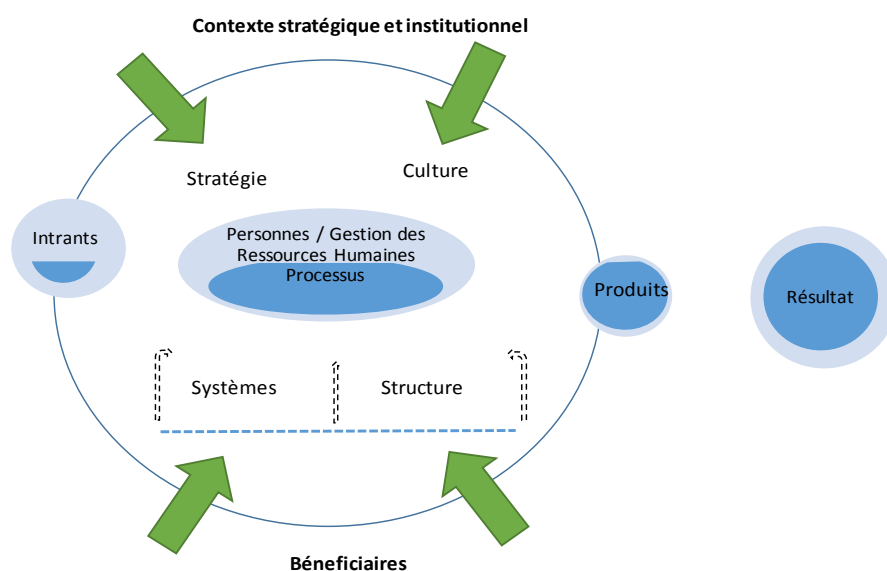 Contexte stratégique et institutionnel
Stratégie
Culture
Intrants
Personnes / Gestion des
Ressources Humaines
Processus
Produits
Résultat
Systèmes
Structure
Béneficiaires